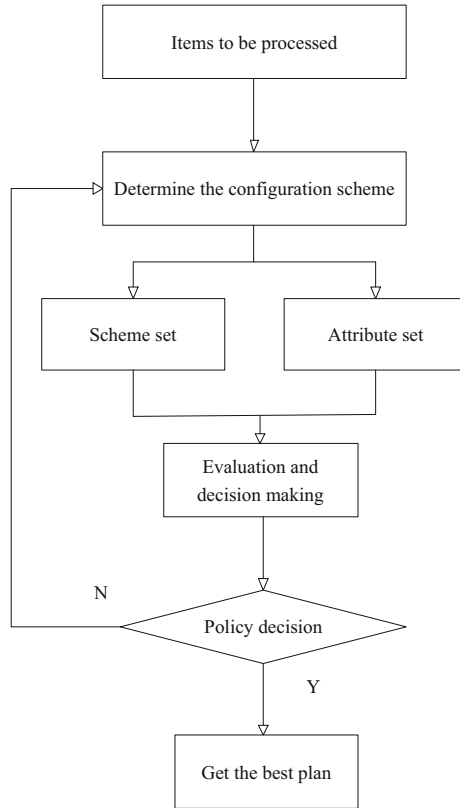 Items to be processed
Determine the configuration scheme
Scheme set
Attribute set
Evaluation and
decision making
N
Policy decision
Y
Get the best plan